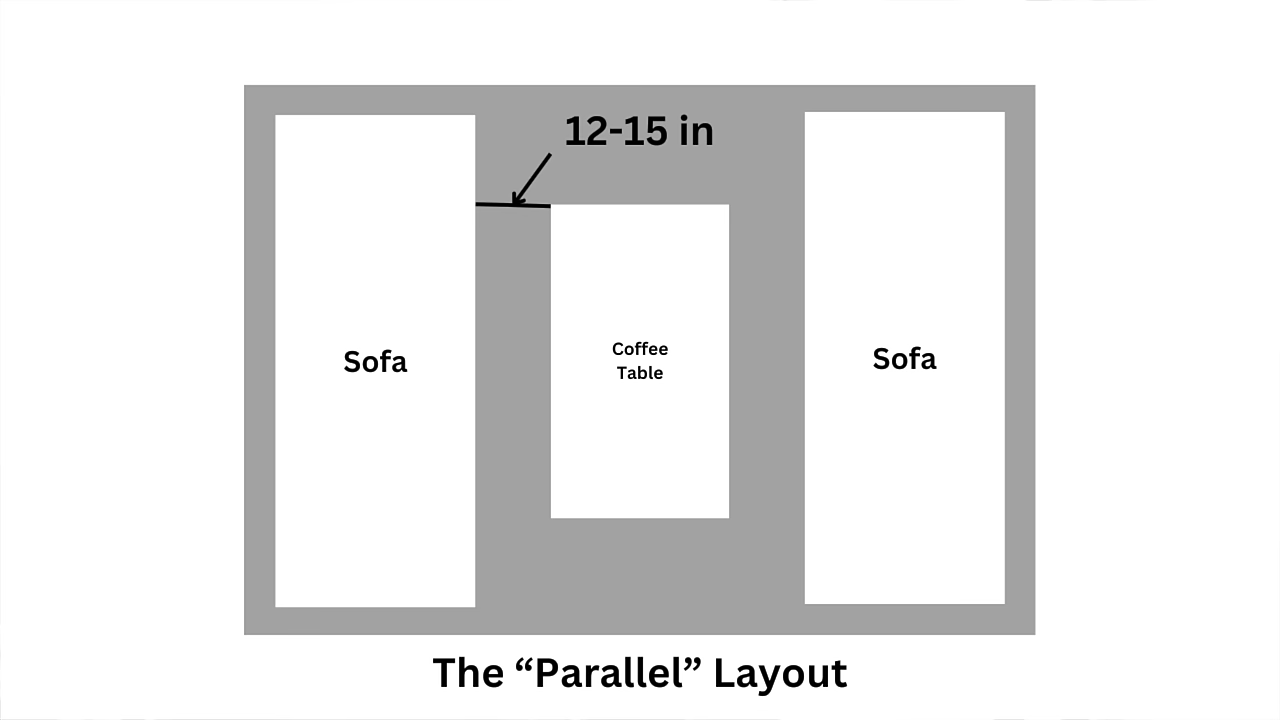 12-15 in
Sofa
Coffee
Table
Sofa
The “Parallel” Layout